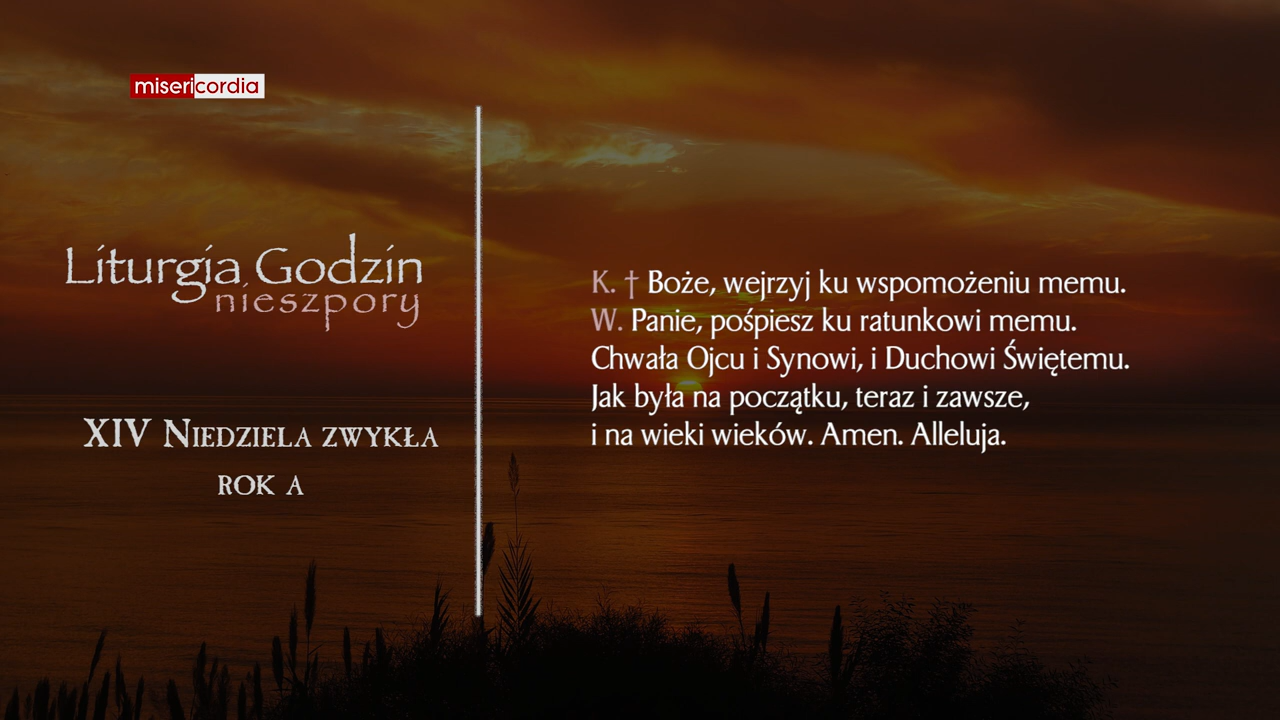 misericordia
Liturgia Godzin
nieszpory
XIV Niedziela zwykła
rok A
K. † Boże, wejrzyj ku wspomożeniu memu.
W. Panie, pośpiesz ku ratunkowi memu.
Chwała Ojcu i Synowi, i Duchowi Świętemu.
Jak była na początku, teraz i zawsze,
i na wieki wieków. Amen. Alleluja.